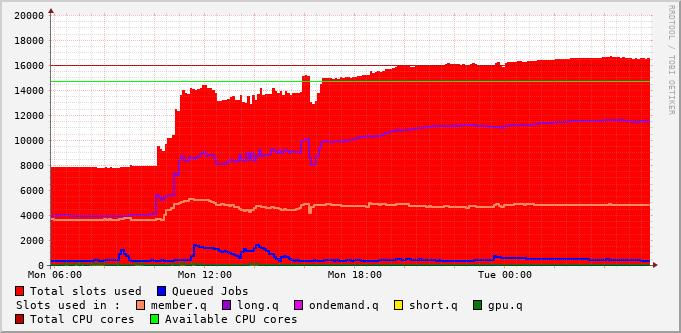 RRDTOOL / TOBI OETIKER
20000
18000
16000
14000
12000
10000
8000
6000
4000
2000
0
Mon 06:00 Mon 12:00 Mon 18:00 Tue 00:00
Total slots used Queued Jobs
Slots used in : member.q long.q ondemand.q short.q gpu.q
Total CPU cores Available CPU cores